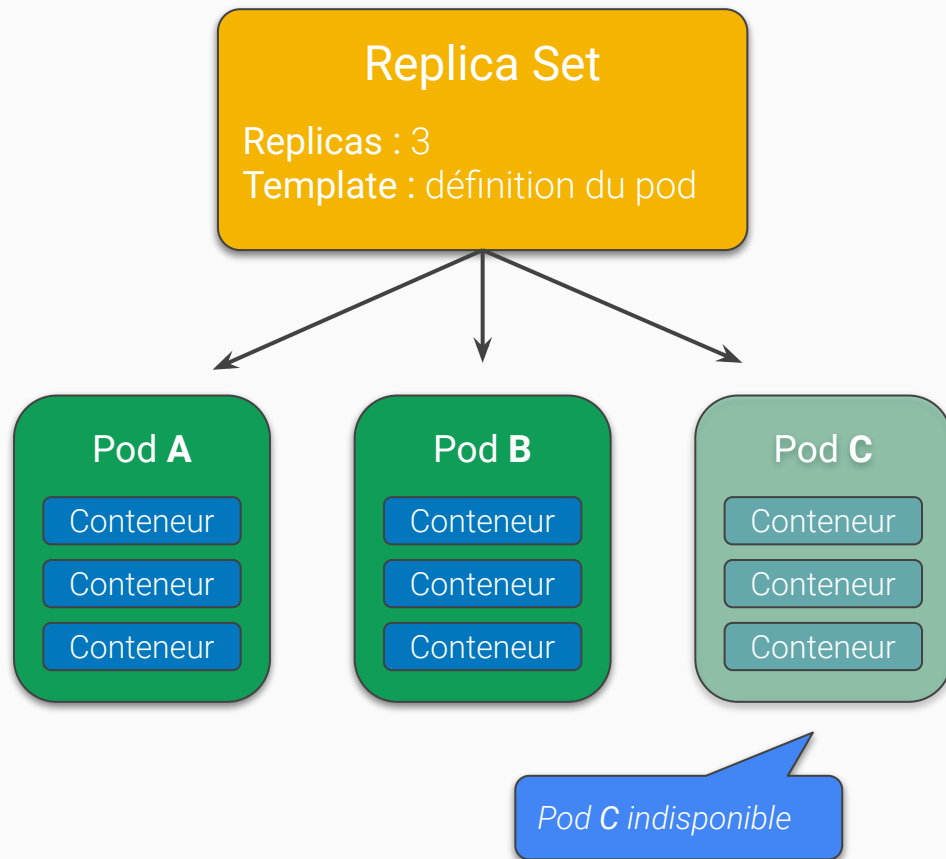 Replica Set
Replicas : 3
Template : définition du pod
Pod A
Conteneur
Conteneur
Conteneur
Pod B
Conteneur
Conteneur
Conteneur
Pod C
Conteneur
Conteneur
Conteneur
Pod C indisponible